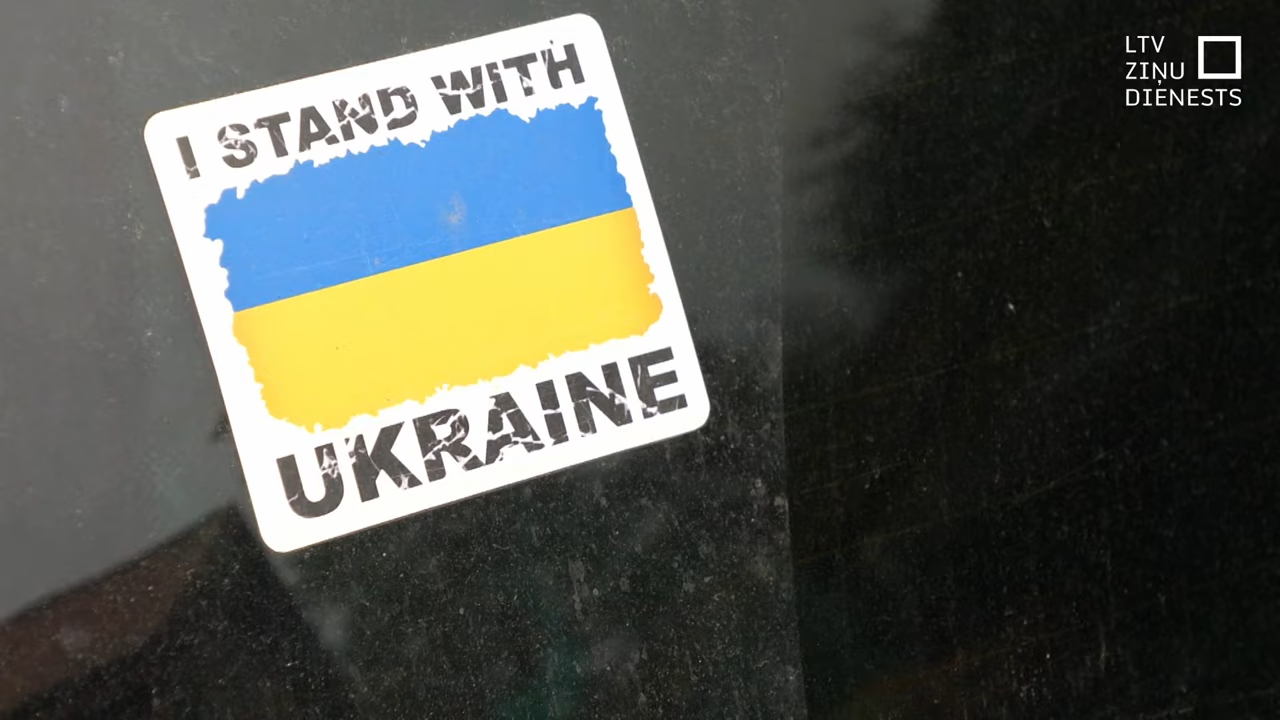 I STAND WITH
UKRAINE
LTV
ZIŅU
DIENESTS